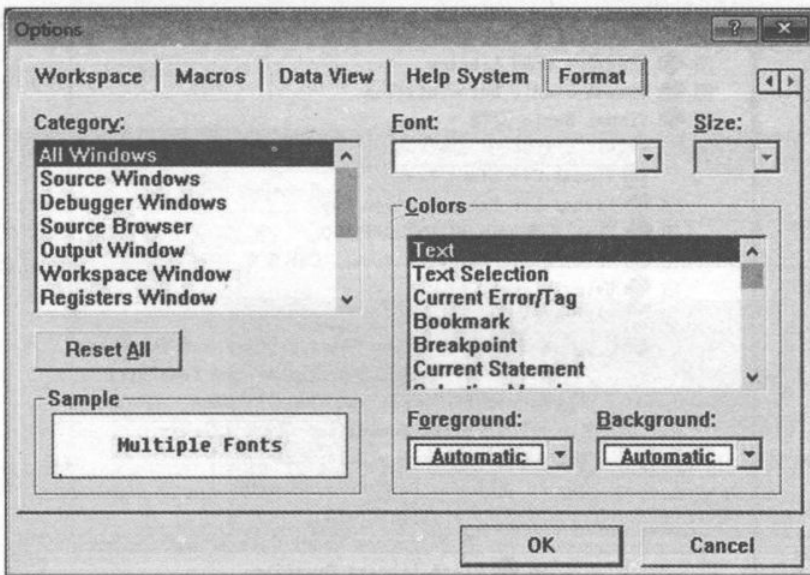 Options
Workspace Macros Data View Help System Format
Category:
All Windows
Source Windows
Debugger Windows
Source Browser
Output Window
Workspace Window
Registers Window
Reset All
Sample
Multiple Fonts
Font:
Size:
Colors
Text
Text Selection
Current Error/Tag
Bookmark
Breakpoint
Current Statement
Foreground:
Automatic
Background:
Automatic
OK
Cancel